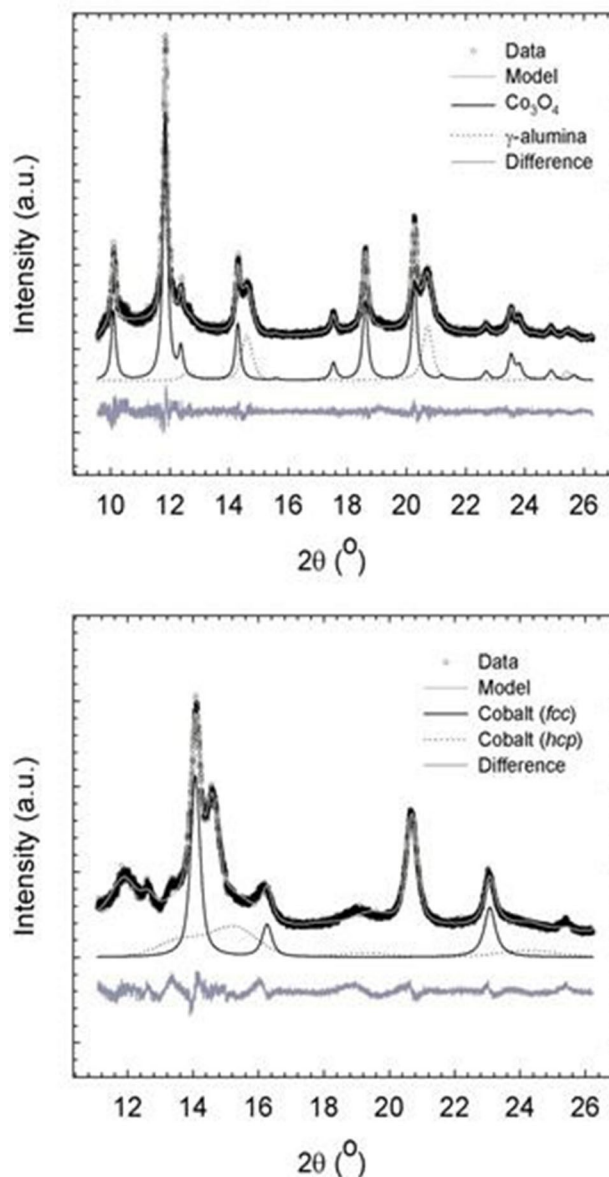 Data
Model
Co₃O₄
γ-alumina
Difference
Intensity (a.u.)
10 12 14 16 18 20 22 24 26
2θ (°)
Data
Model
Cobalt (fcc)
Cobalt (hcp)
Difference
Intensity (a.u.)
12 14 16 18 20 22 24 26
2θ (°)